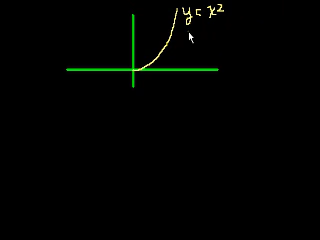 y = x²